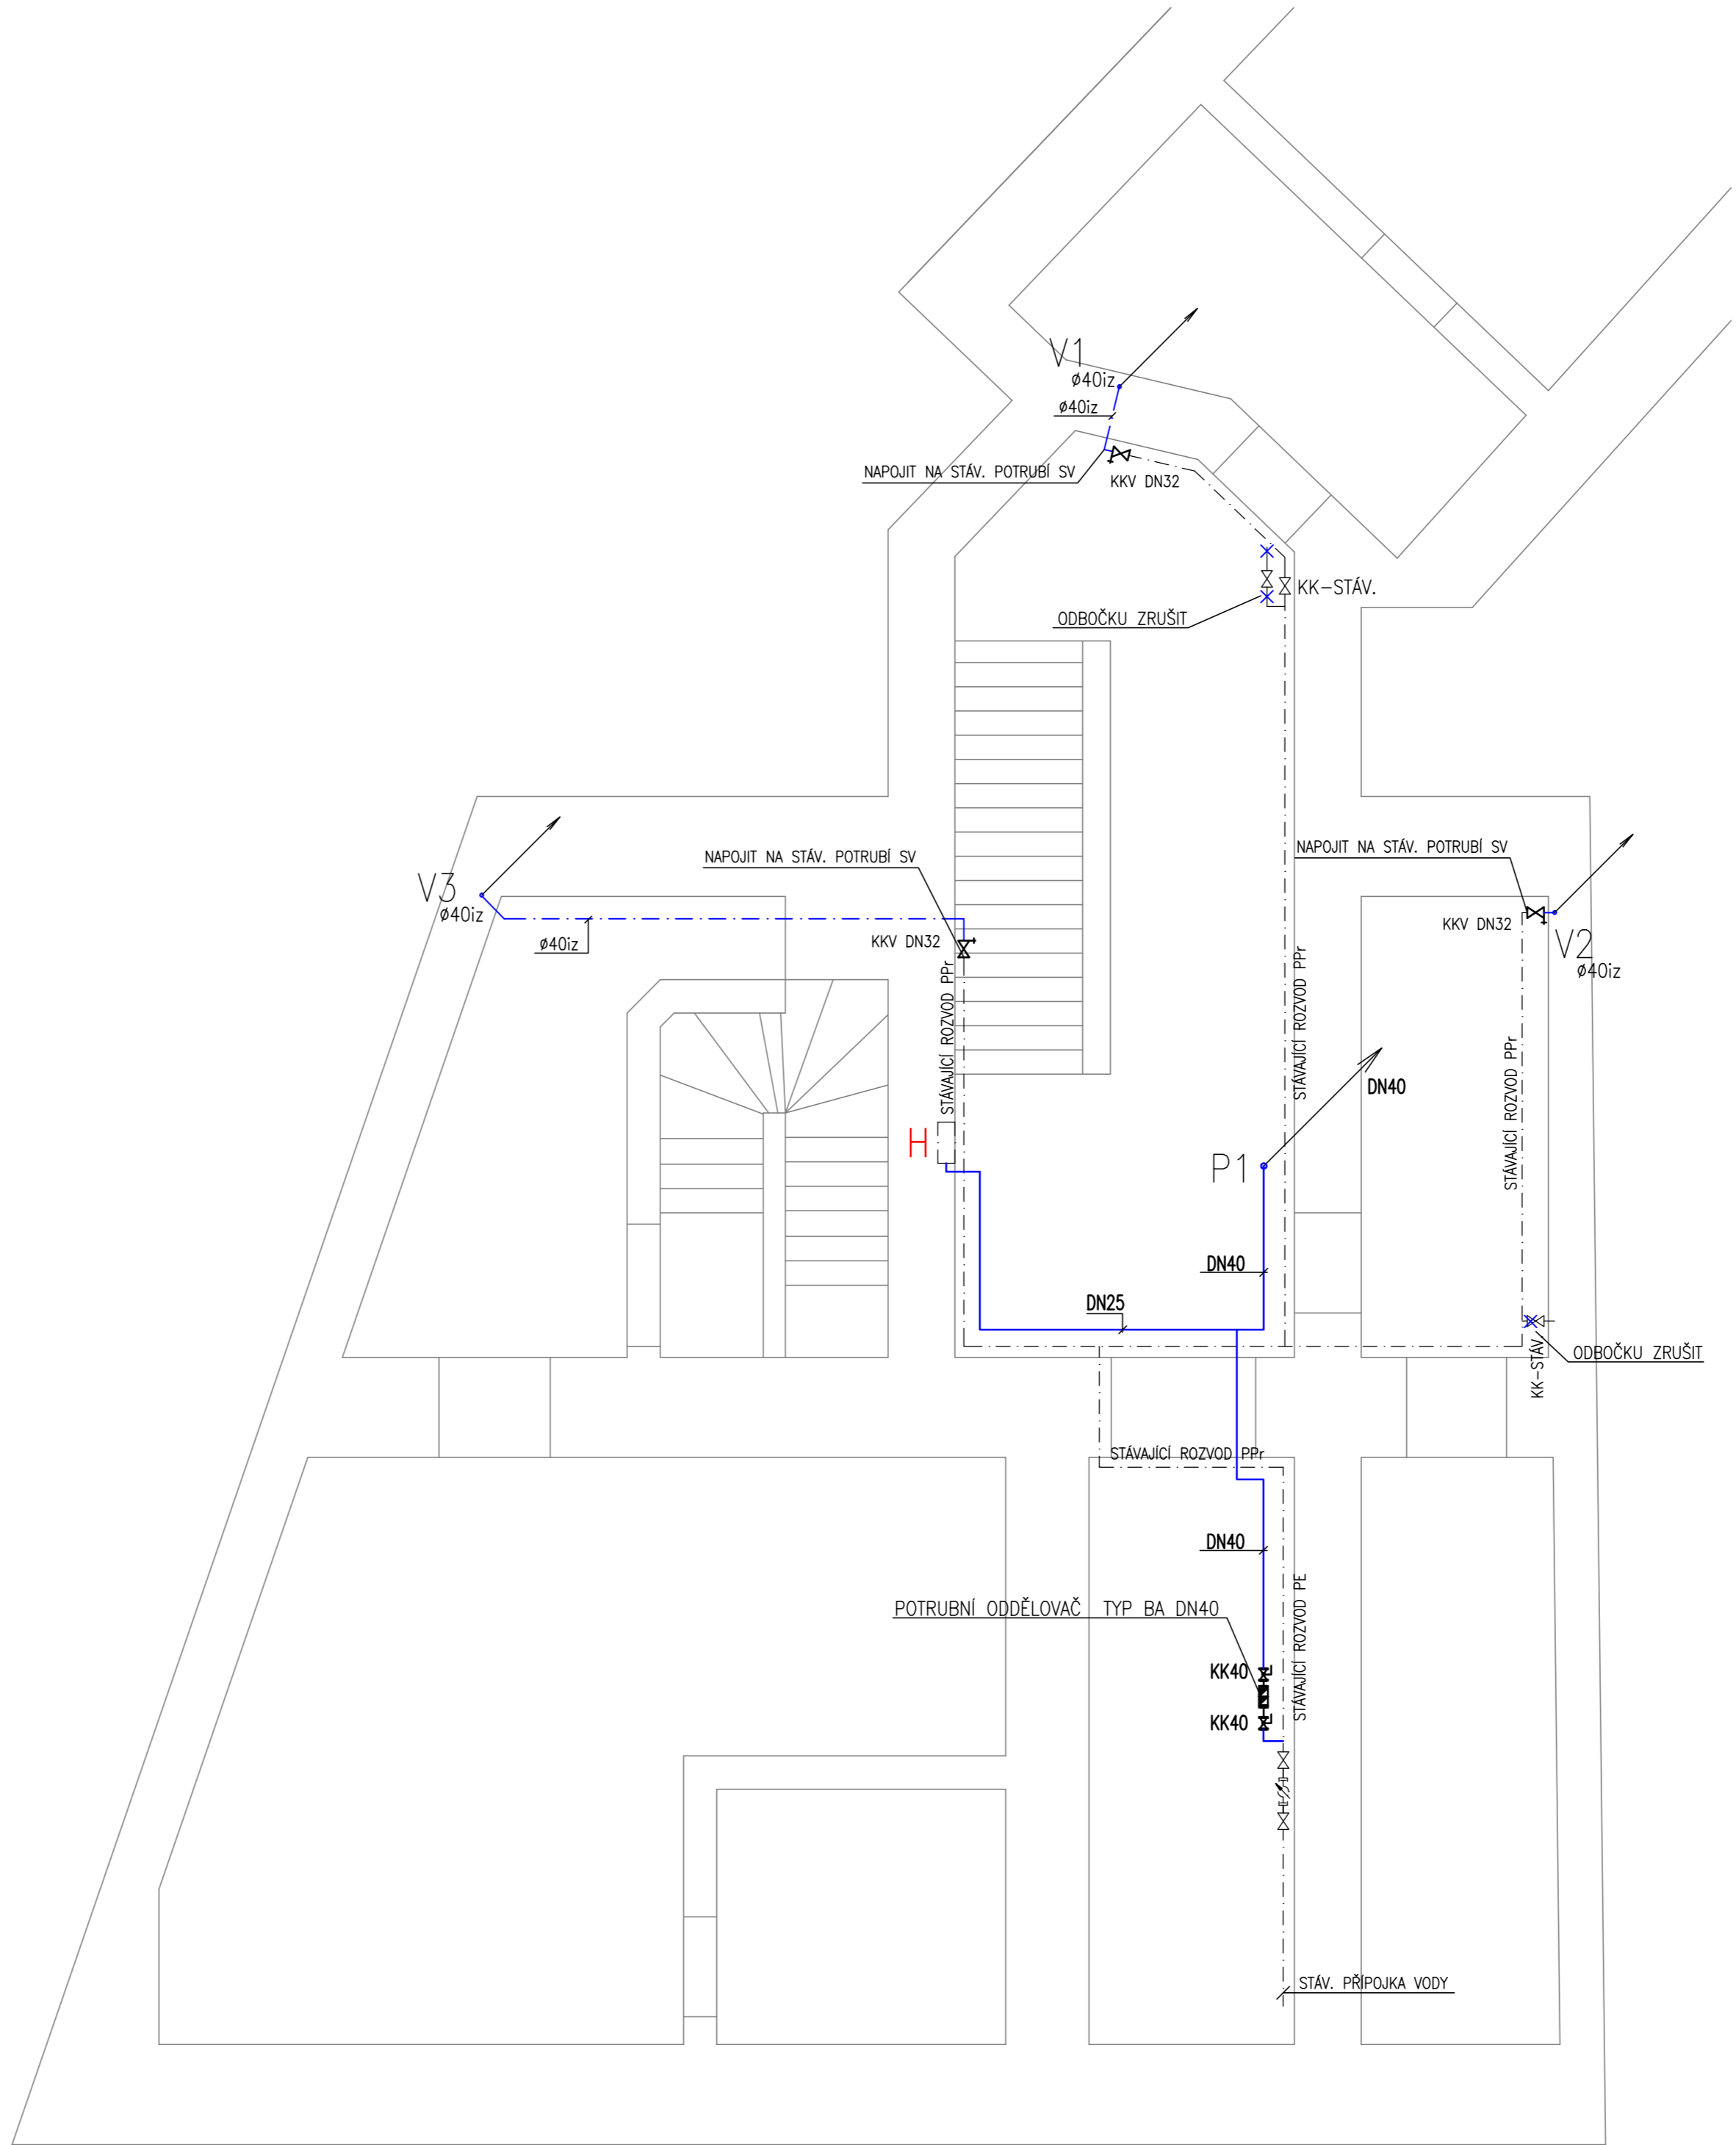 V1
ø40iz
ø40iz
NAPOJIT NA STÁV. POTRUBÍ SV
KKV DN32
KK-STÁV.
ODBOČKU ZRUŠIT
NAPOJIT NA STÁV. POTRUBÍ SV
NAPOJIT NA STÁV. POTRUBÍ SV
V3
ø40iz
ø40iz
KKV DN32
KKV DN32
V2
ø40iz
STÁVAJÍCÍ ROZVOD PPr
STÁVAJÍCÍ ROZVOD PPr
STÁVAJÍCÍ ROZVOD PPr
DN40
H
P1
DN40
DN25
ODBOČKU ZRUŠIT
KK-STÁV.
STÁVAJÍCÍ ROZVOD PPr
DN40
STÁVAJÍCÍ ROZVOD PE
POTRUBNÍ ODDĚLOVAČ TYP BA DN40
KK40
KK40
STÁV. PŘÍPOJKA VODY